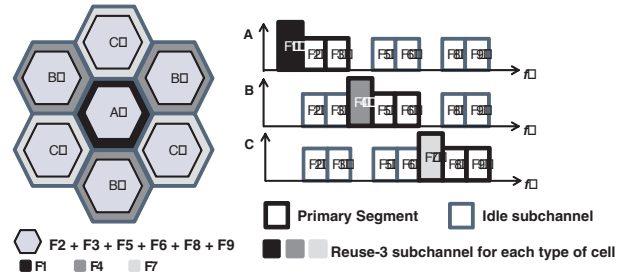 C
B
B
A
C
C
B
F2 + F3 + F5 + F6 + F8 + F9
F1 F4 F7
A
F1 F2 F3 F5 F6 F8 F9
f
B
F2 F3 F4 F5 F6 F8 F9
f
C
F2 F3 F5 F6 F7 F8 F9
f
Primary Segment
Idle subchannel
Reuse-3 subchannel for each type of cell